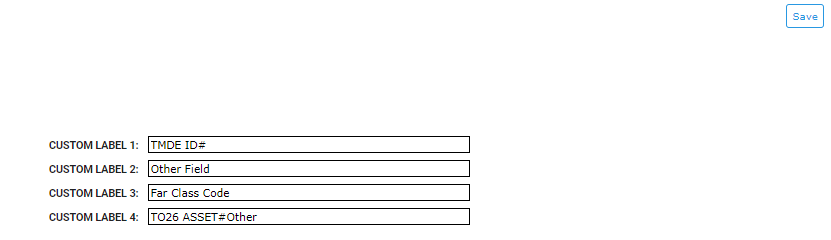 Save
CUSTOM LABEL 1: TMDE ID#
CUSTOM LABEL 2: Other Field
CUSTOM LABEL 3: Far Class Code
CUSTOM LABEL 4: TO26 ASSET#Other